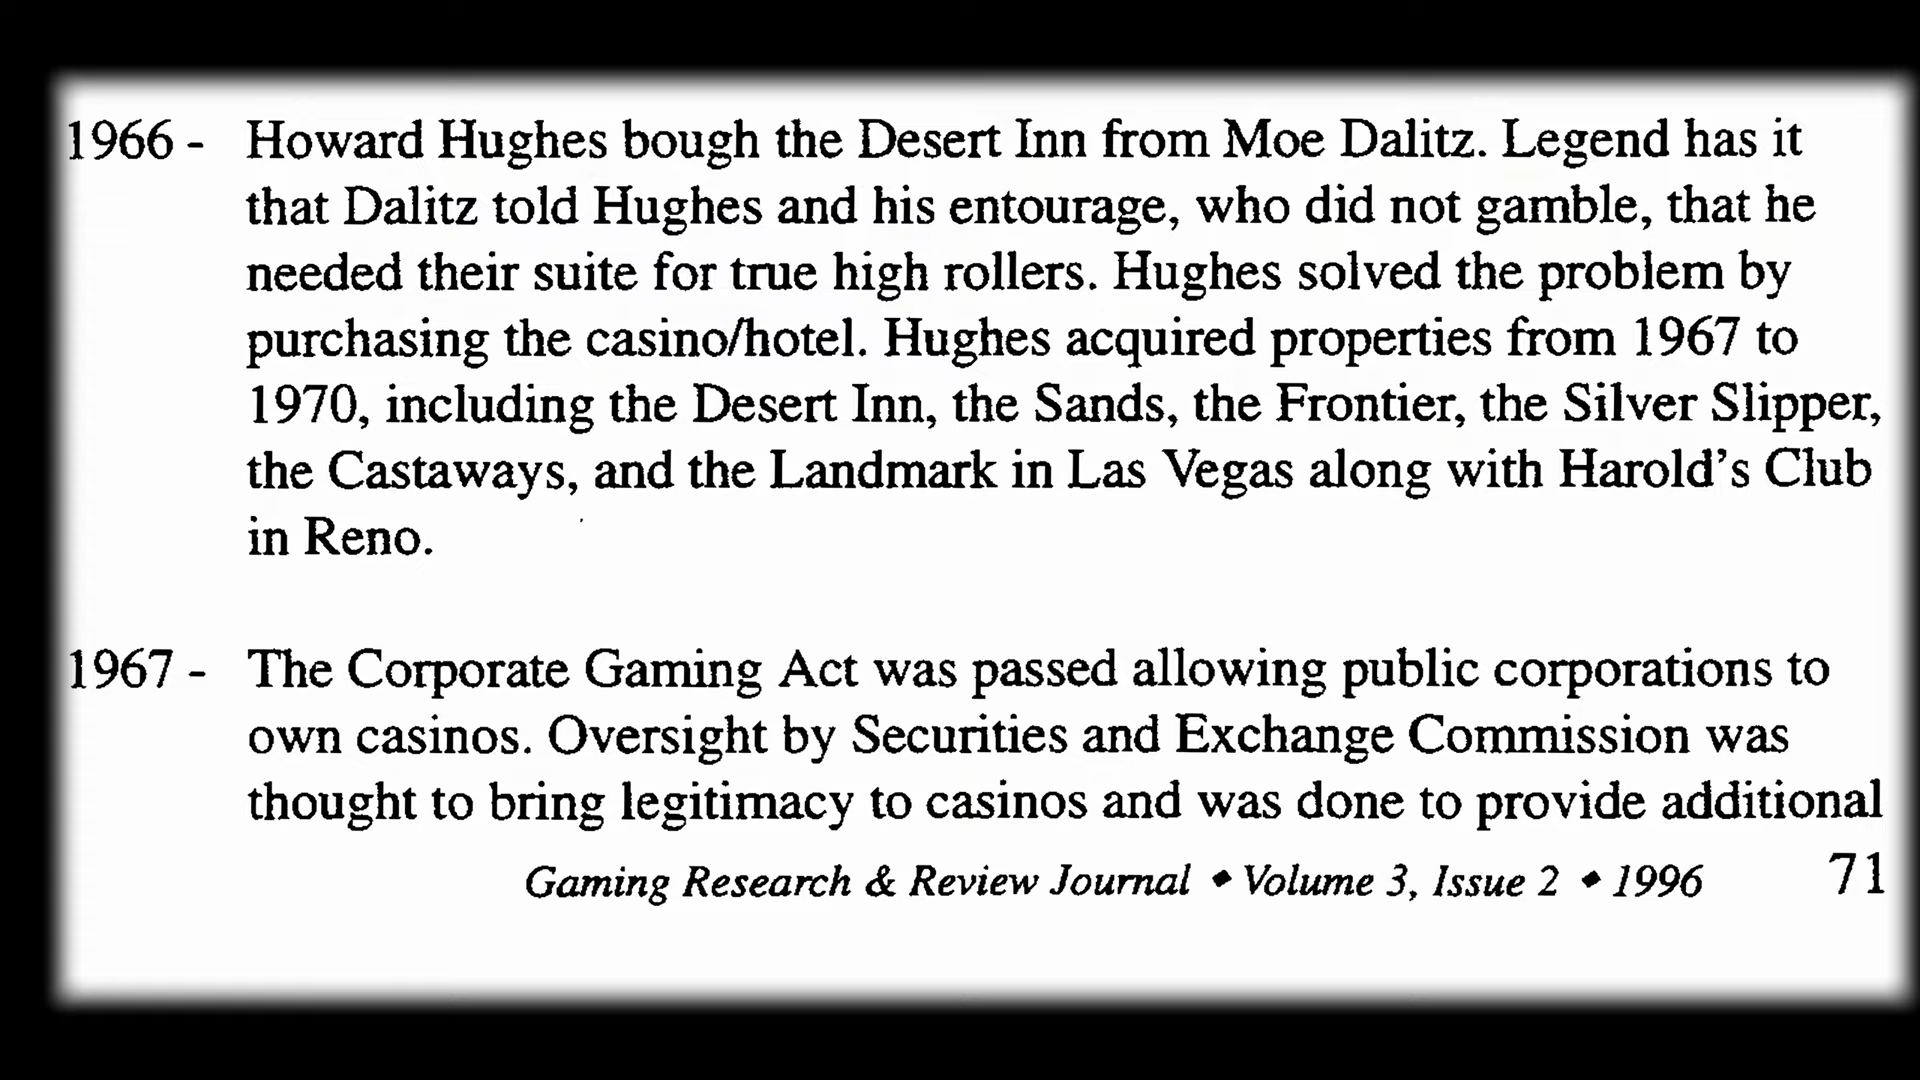 1966 - Howard Hughes bough the Desert Inn from Moe Dalitz. Legend has it
that Dalitz told Hughes and his entourage, who did not gamble, that he
needed their suite for true high rollers. Hughes solved the problem by
purchasing the casino/hotel. Hughes acquired properties from 1967 to
1970, including the Desert Inn, the Sands, the Frontier, the Silver Slipper,
the Castaways, and the Landmark in Las Vegas along with Harold's Club
in Reno.
1967 - The Corporate Gaming Act was passed allowing public corporations to
own casinos. Oversight by Securities and Exchange Commission was
thought to bring legitimacy to casinos and was done to provide additional
Gaming Research & Review Journal ◆ Volume 3, Issue 2 ◆ 1996 71